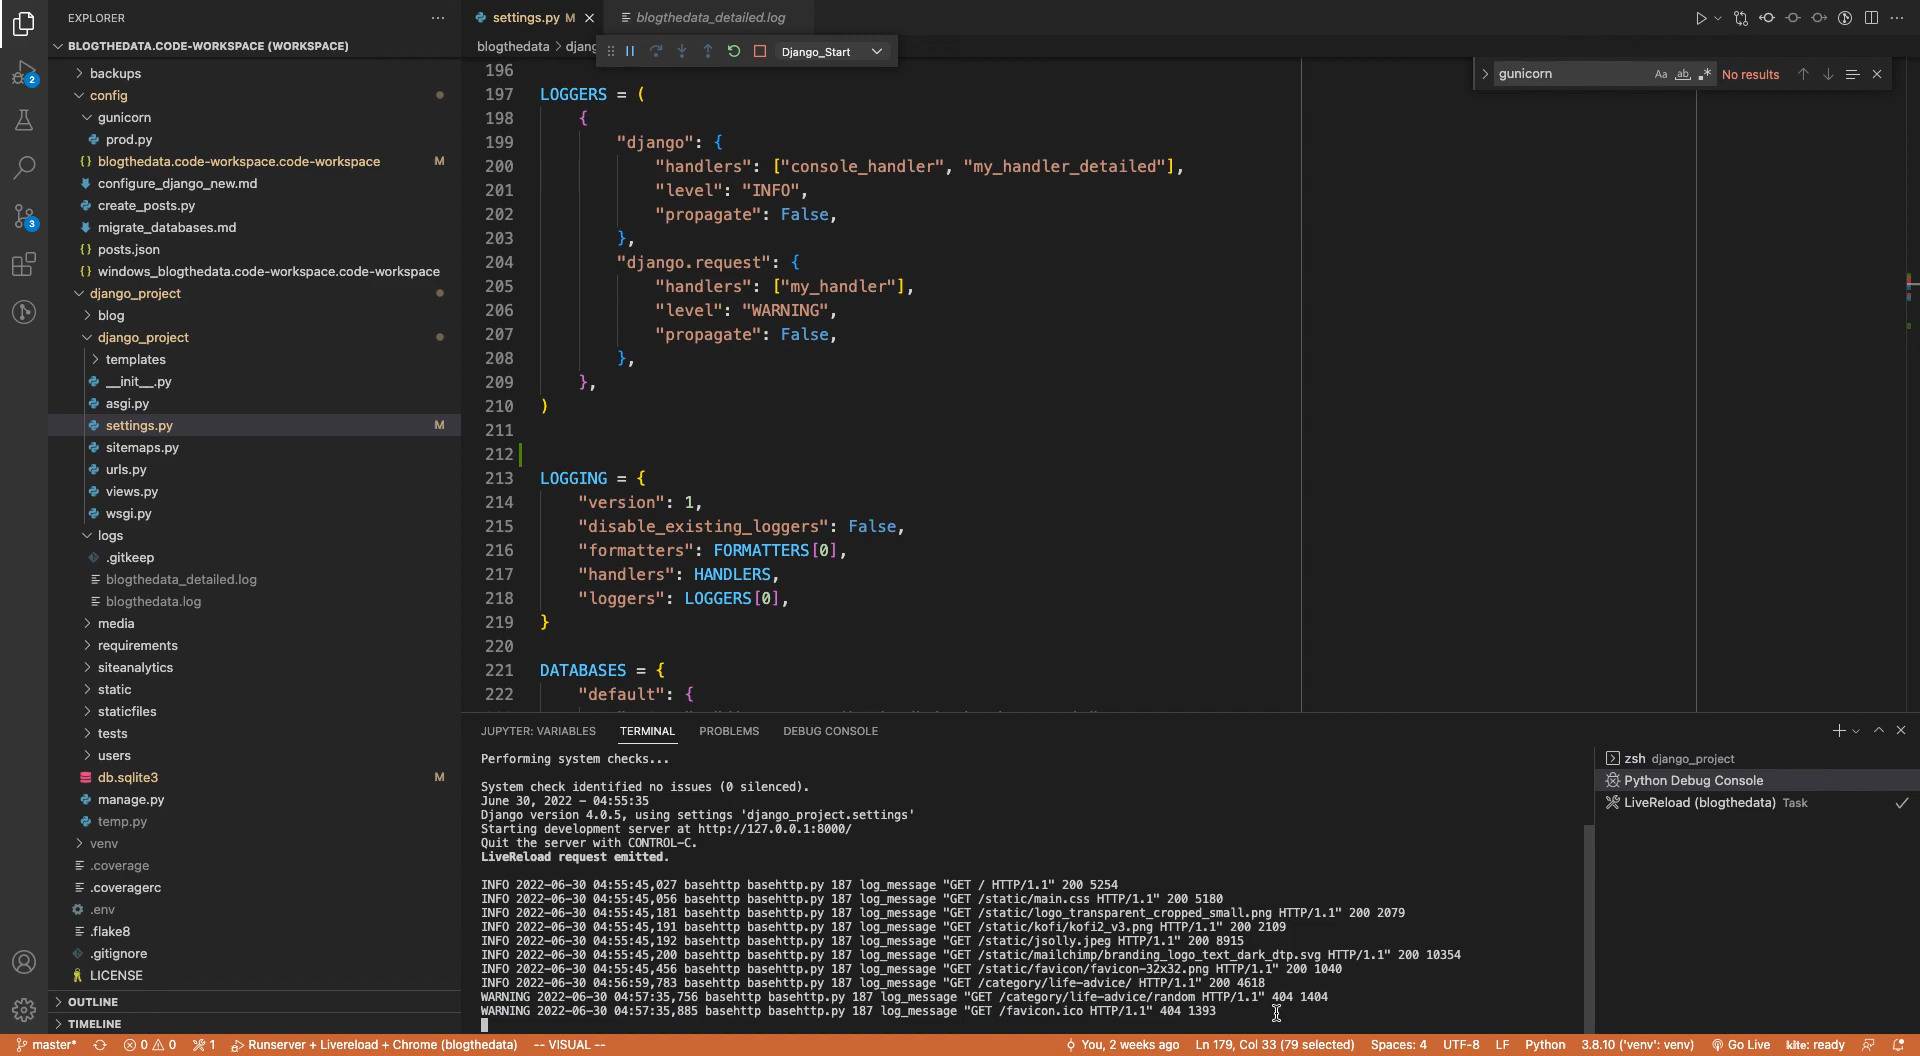 EXPLORER
BLOGTHEDATA.CODE-WORKSPACE (WORKSPACE)
backups
config
gunicorn
prod.py
blogthedata.code-workspace.code-workspace M
configure_django_new.md
create_posts.py
migrate_databases.md
posts.json
windows_blogthedata.code-workspace.code-workspace
django_project
blog
django_project
templates
__init__.py
asgi.py
settings.py M
sitemaps.py
urls.py
views.py
wsgi.py
logs
.gitkeep
blogthedata_detailed.log
blogthedata.log
media
requirements
siteanalytics
static
staticfiles
tests
users
db.sqlite3 M
manage.py
temp.py
venv
.coverage
.coveragerc
.env
.flake8
.gitignore
LICENSE
OUTLINE
TIMELINE
2
3
settings.py M blogthedata_detailed.log
blogthedata > djang
Django_Start
gunicorn Aa ab No results
196
197 LOGGERS = (
198 {
199 "django": {
200 "handlers": ["console_handler", "my_handler_detailed"],
201 "level": "INFO",
202 "propagate": False,
203 },
204 "django.request": {
205 "handlers": ["my_handler"],
206 "level": "WARNING",
207 "propagate": False,
208 },
209 },
210 )
211
212
213 LOGGING = {
214 "version": 1,
215 "disable_existing_loggers": False,
216 "formatters": FORMATTERS[0],
217 "handlers": HANDLERS,
218 "loggers": LOGGERS[0],
219 }
220
221 DATABASES = {
222 "default": {
JUPYTER: VARIABLES TERMINAL PROBLEMS DEBUG CONSOLE
Performing system checks...
System check identified no issues (0 silenced).
June 30, 2022 - 04:55:35
Django version 4.0.5, using settings 'django_project.settings'
Starting development server at http://127.0.0.1:8000/
Quit the server with CONTROL-C.
LiveReload request emitted.
INFO 2022-06-30 04:55:45,027 basehttp basehttp.py 187 log_message "GET / HTTP/1.1" 200 5254
INFO 2022-06-30 04:55:45,056 basehttp basehttp.py 187 log_message "GET /static/main.css HTTP/1.1" 200 5180
INFO 2022-06-30 04:55:45,181 basehttp basehttp.py 187 log_message "GET /static/logo_transparent_cropped_small.png HTTP/1.1" 200 2079
INFO 2022-06-30 04:55:45,191 basehttp basehttp.py 187 log_message "GET /static/kofi/kofi2_v3.png HTTP/1.1" 200 2109
INFO 2022-06-30 04:55:45,192 basehttp basehttp.py 187 log_message "GET /static/jsolly.jpeg HTTP/1.1" 200 8915
INFO 2022-06-30 04:55:45,200 basehttp basehttp.py 187 log_message "GET /static/mailchimp/branding_logo_text_dark_dtp.svg HTTP/1.1" 200 10354
INFO 2022-06-30 04:55:45,456 basehttp basehttp.py 187 log_message "GET /static/favicon/favicon-32x32.png HTTP/1.1" 200 1040
INFO 2022-06-30 04:56:59,783 basehttp basehttp.py 187 log_message "GET /category/life-advice/ HTTP/1.1" 200 4618
WARNING 2022-06-30 04:57:35,756 basehttp basehttp.py 187 log_message "GET /category/life-advice/random HTTP/1.1" 404 1404
WARNING 2022-06-30 04:57:35,885 basehttp basehttp.py 187 log_message "GET /favicon.ico HTTP/1.1" 404 1393
zsh django_project
Python Debug Console
LiveReload (blogthedata) Task
master* 0 0 1 Runserver + Livereload + Chrome (blogthedata) -- VISUAL -- You, 2 weeks ago Ln 179, Col 33 (79 selected) Spaces: 4 UTF-8 LF Python 3.8.10 ('venv': venv) Go Live kite: ready